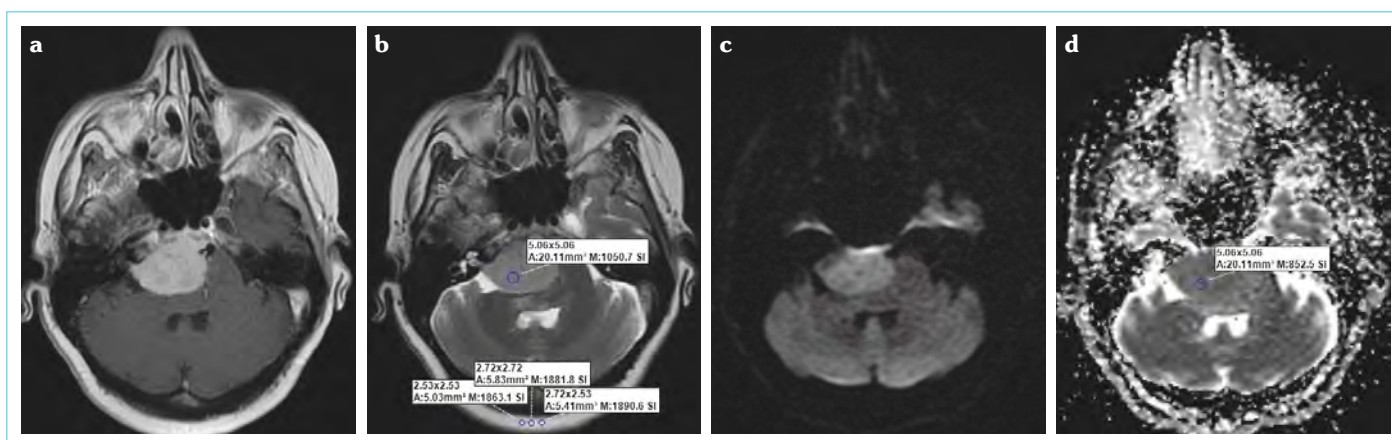 a
b
c
d
5.06x5.06
A:20.11mm² M:1050.7 SI
2.72x2.72
A:5.83mm² M:1881.8 SI
2.53x2.53
A:5.03mm² M:1863.1 SI
2.72x2.53
A:5.41mm² M:1890.6 SI
5.06x5.06
A:20.11mm² M:852.5 SI